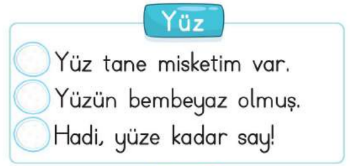 Yüz
Yüz tane misketim var.
Yüzün bembeyaz olmuş.
Hadi, yüze kadar say!